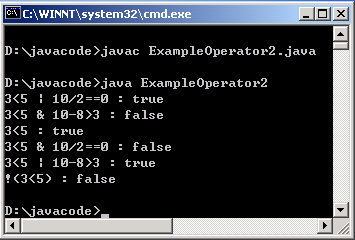 C:\WINNT\system32\cmd.exe
D:\javacode>javac ExampleOperator2.java
D:\javacode>java ExampleOperator2
3<5 | 10/2==0 : true
3<5 & 10-8>3 : false
3<5 : true
3<5 & 10/2==0 : false
3<5 | 10-8>3 : true
!(3<5) : false
D:\javacode>_